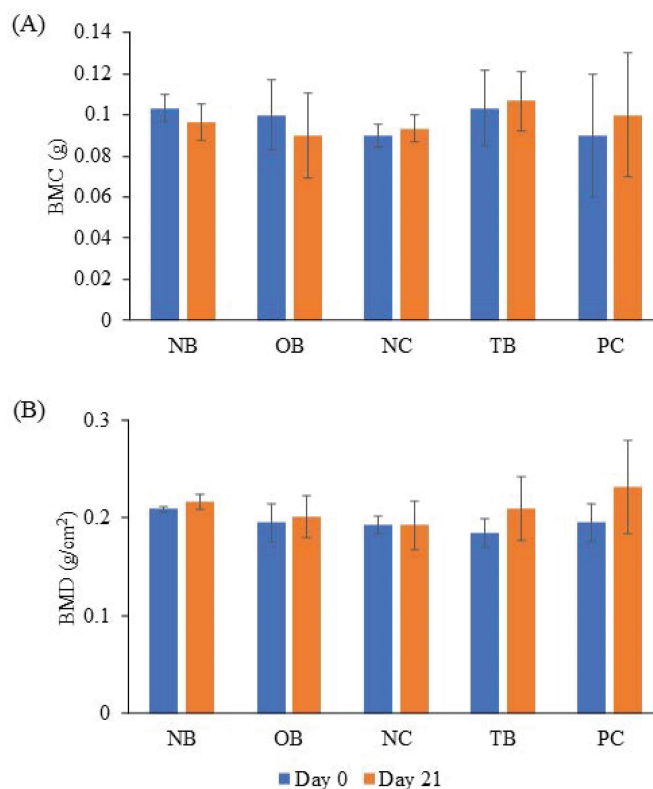 (A)
0.14
0.12
0.1
0.08
0.06
0.04
0.02
0
BMC (g)
NB OB NC TB PC
(B)
0.3
0.2
0.1
0
BMD (g/cm²)
NB OB NC TB PC
Day 0 Day 21